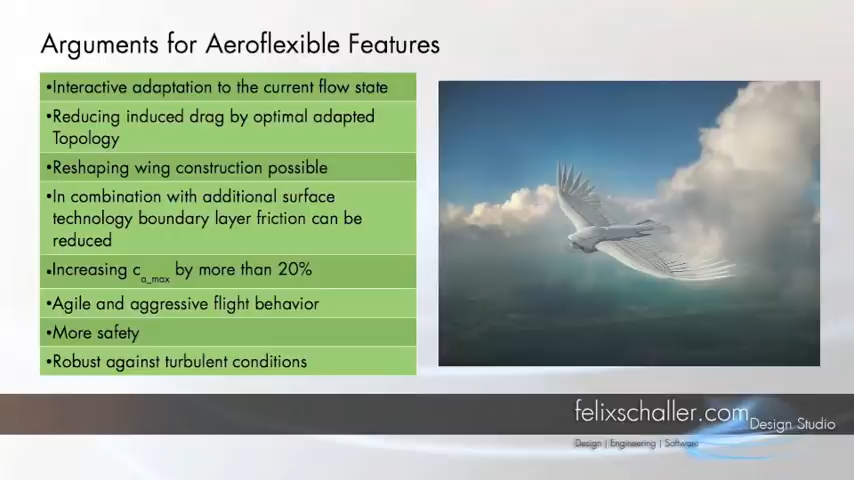 Arguments for Aeroflexible Features
•Interactive adaptation to the current flow state
•Reducing induced drag by optimal adapted
Topology
•Reshaping wing construction possible
•In combination with additional surface
technology boundary layer friction can be
reduced
•Increasing c_a_max by more than 20%
•Agile and aggressive flight behavior
•More safety
•Robust against turbulent conditions
felixschaller.com
Design Studio
Design | Engineering | Software